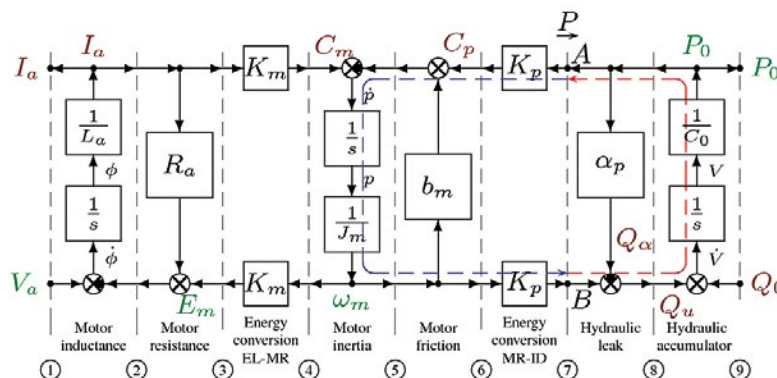 P
I_a I_a C_m C_p A P_0 P_0
K_m K_p
ṗ
1/L_a 1/s 1/C_0
R_a α_p
ϕ p b_m V
1/s 1/J_m 1/s
ϕ̇ Q_α V̇
V_a E_m K_m ω_m K_p B Q_u Q_0
Motor inductance
Motor resistance
Energy conversion EL-MR
Motor inertia
Motor friction
Energy conversion MR-ID
Hydraulic leak
Hydraulic accumulator
1 2 3 4 5 6 7 8 9